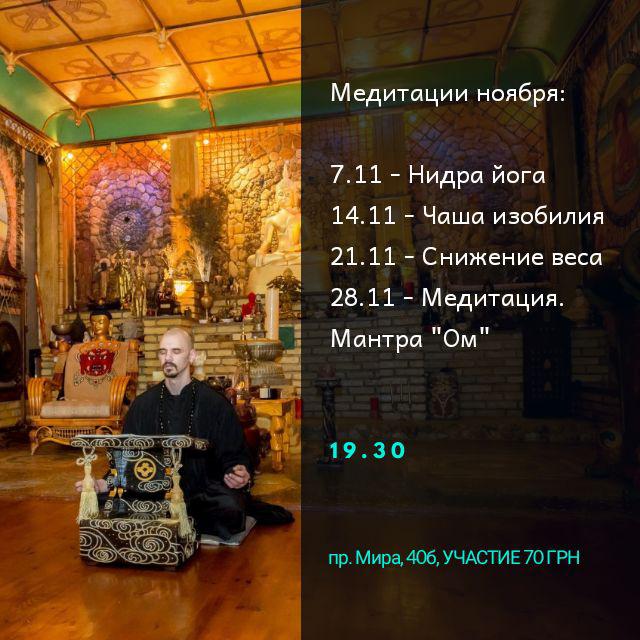 Медитации ноября:
7.11 - Нидра йога
14.11 - Чаша изобилия
21.11 - Снижение веса
28.11 - Медитация.
Мантра "Ом"
19.30
пр. Мира, 40б, УЧАСТИЕ 70 ГРН